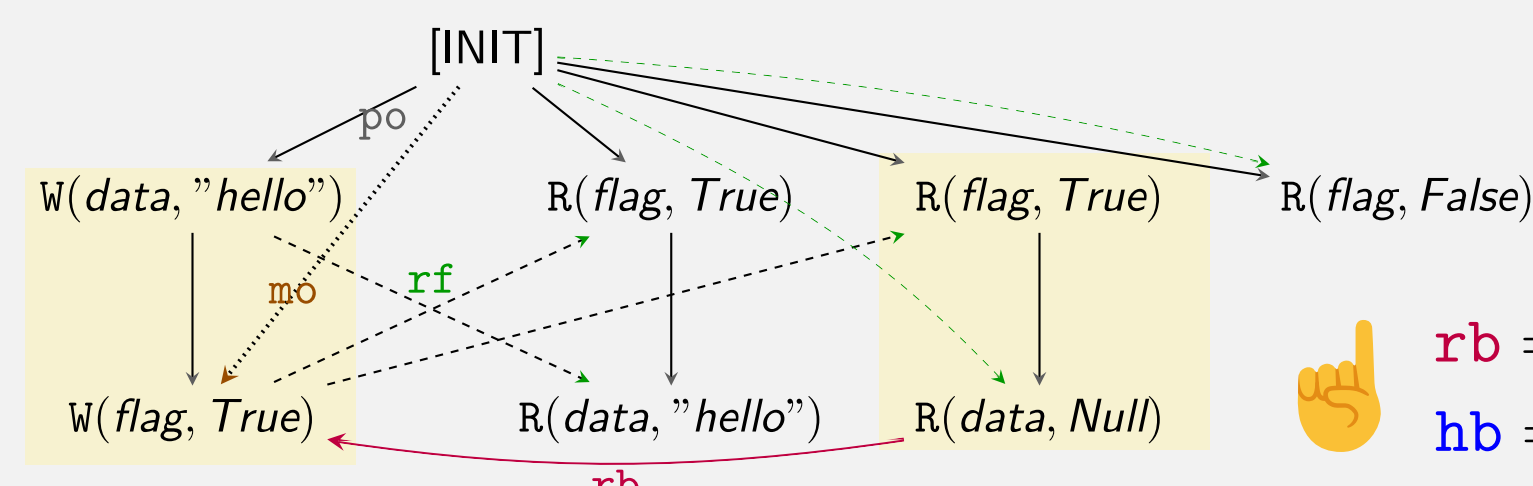 [INIT]
po
W(data, ”hello”)
R(flag, True)
R(flag, True)
R(flag, False)
mo
rf
rb =
hb =
W(flag, True)
R(data, ”hello”)
R(data, Null)
rb